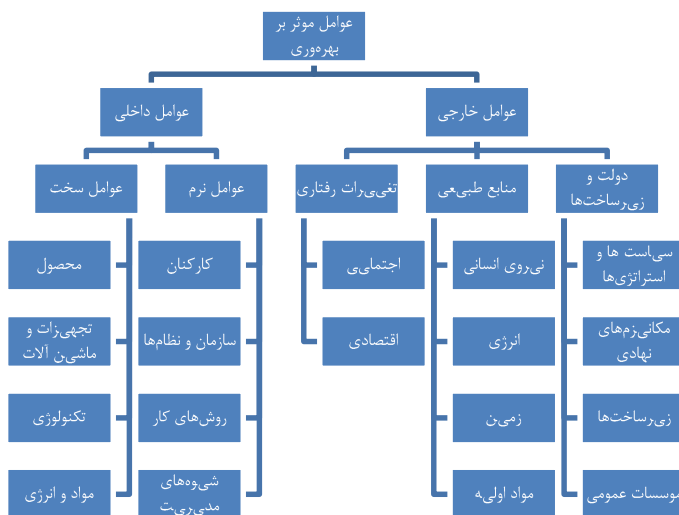 عوامل موثر بر
بهره‌وری
عوامل خارجی
عوامل داخلی
دولت و
زیرساخت‌ها
منابع طبیعی
تغییرات رفتاری
عوامل نرم
عوامل سخت
سیاست ها و
استراتژی‌ها
نیروی انسانی
اجتماییی
کارکنان
محصول
مکانیزم‌های
نهادی
انرژی
اقتصادی
سازمان و نظام‌ها
تجهیزات و
ماشین آلات
زیرساخت‌ها
زمین
روش‌های کار
تکنولوژی
موسسات عمومی
مواد اولیه
شیوه‌های
مدیریت
مواد و انرژی